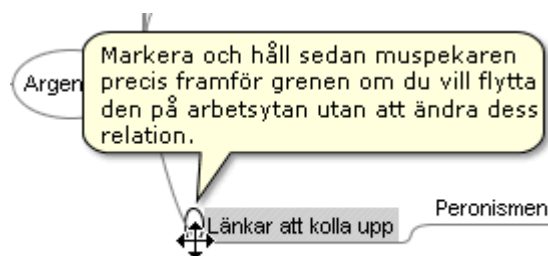 Markera och håll sedan muspekaren
Argen
precis framför grenen om du vill flytta
den på arbetsytan utan att ändra dess
relation.
Peronismen
Länkar att kolla upp